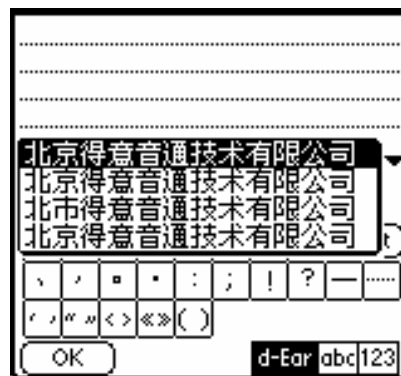 北京得意音通技术有限公司
北京得意音通技术有限公司
北市得意音通技术有限公司
北京得意音通技术有限公司
t
、 , 。 . : ; ! ? — ……
‘ ’ “ ” < > 《 》 ( )
OK d-Ear abc 123